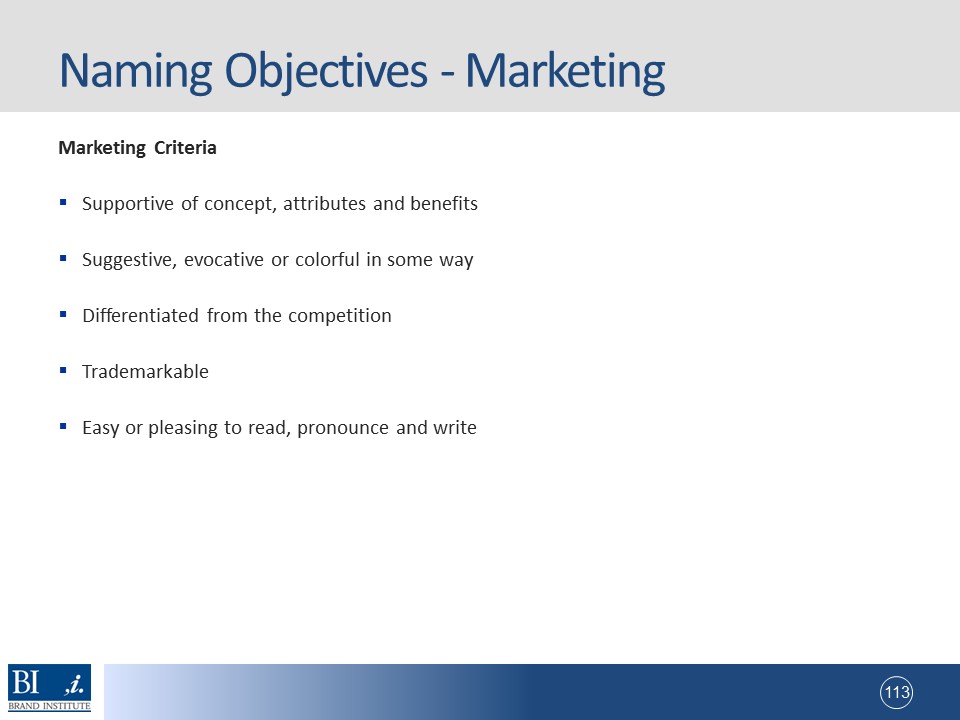 Naming Objectives - Marketing
Marketing Criteria
▪ Supportive of concept, attributes and benefits
▪ Suggestive, evocative or colorful in some way
▪ Differentiated from the competition
▪ Trademarkable
▪ Easy or pleasing to read, pronounce and write
BI ,i.
BRAND INSTITUTE
113